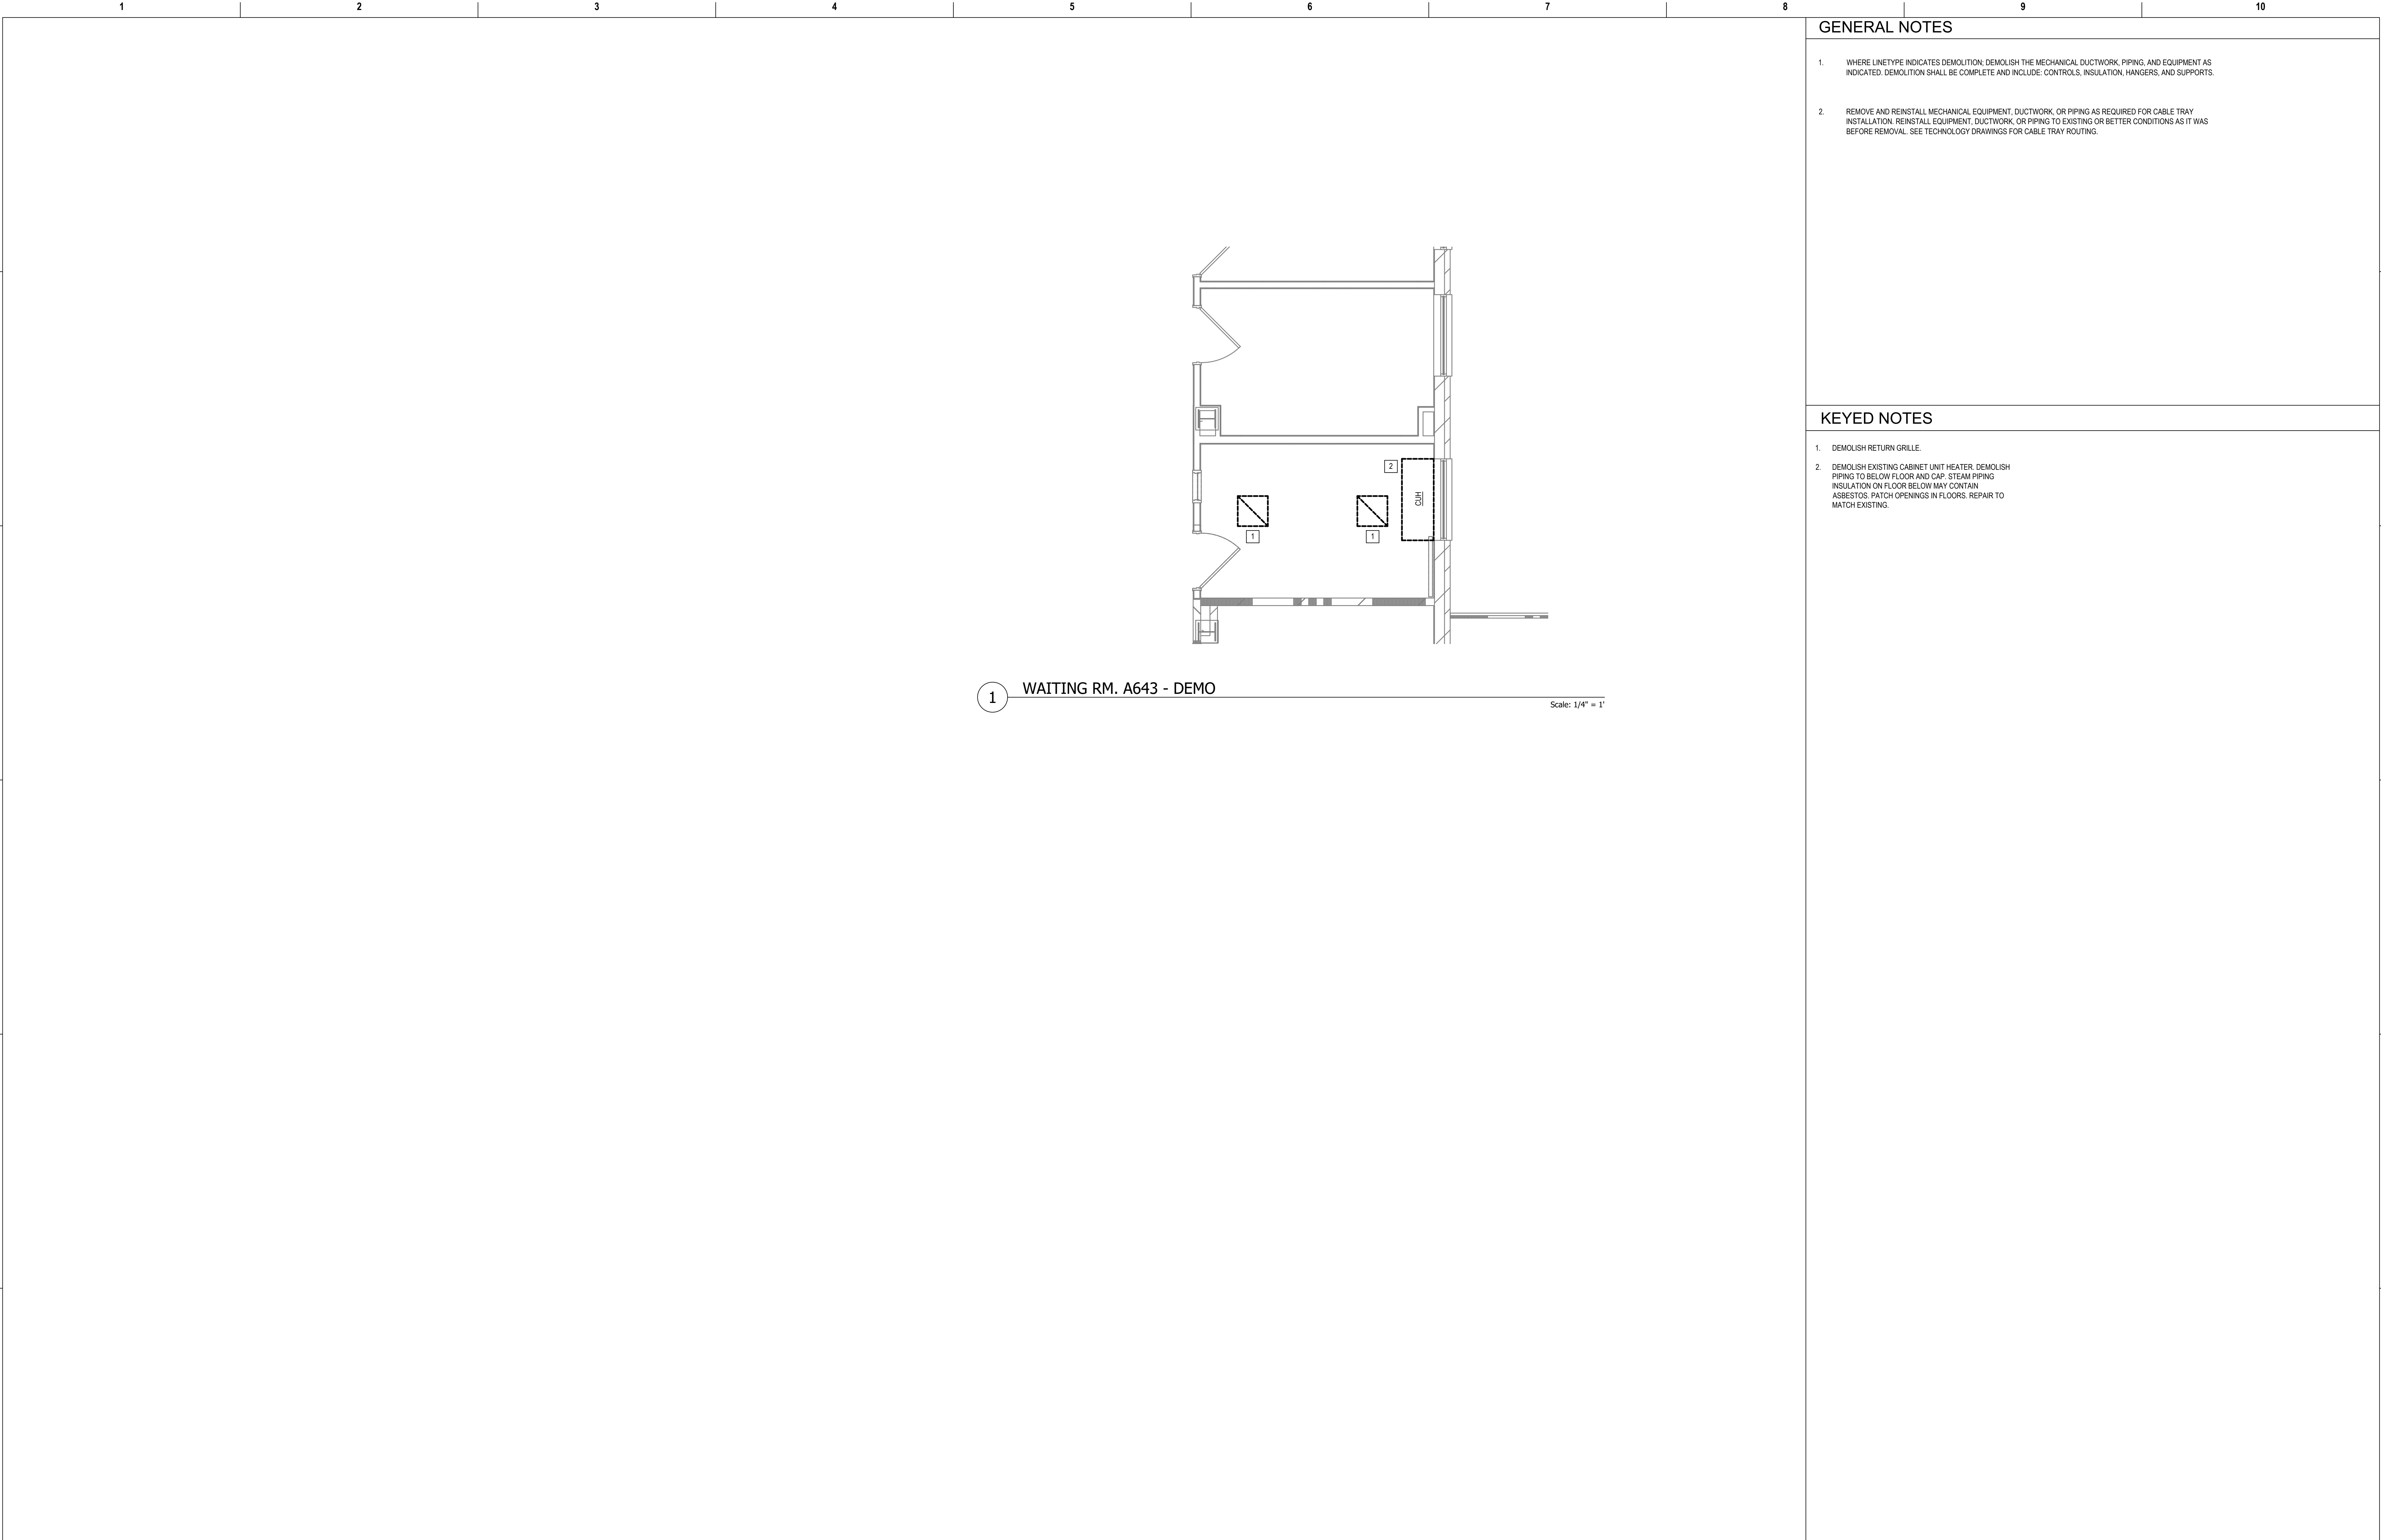 1 2 3 4 5 6 7 8 9 10
GENERAL NOTES
1. WHERE LINETYPE INDICATES DEMOLITION; DEMOLISH THE MECHANICAL DUCTWORK, PIPING, AND EQUIPMENT AS
INDICATED. DEMOLITION SHALL BE COMPLETE AND INCLUDE: CONTROLS, INSULATION, HANGERS, AND SUPPORTS.
2. REMOVE AND REINSTALL MECHANICAL EQUIPMENT, DUCTWORK, OR PIPING AS REQUIRED FOR CABLE TRAY
INSTALLATION. REINSTALL EQUIPMENT, DUCTWORK, OR PIPING TO EXISTING OR BETTER CONDITIONS AS IT WAS
BEFORE REMOVAL. SEE TECHNOLOGY DRAWINGS FOR CABLE TRAY ROUTING.
KEYED NOTES
1. DEMOLISH RETURN GRILLE.
2. DEMOLISH EXISTING CABINET UNIT HEATER. DEMOLISH
PIPING TO BELOW FLOOR AND CAP. STEAM PIPING
INSULATION ON FLOOR BELOW MAY CONTAIN
ASBESTOS. PATCH OPENINGS IN FLOORS. REPAIR TO
MATCH EXISTING.
2
CUH
1
1
1 WAITING RM. A643 - DEMO
Scale: 1/4" = 1'